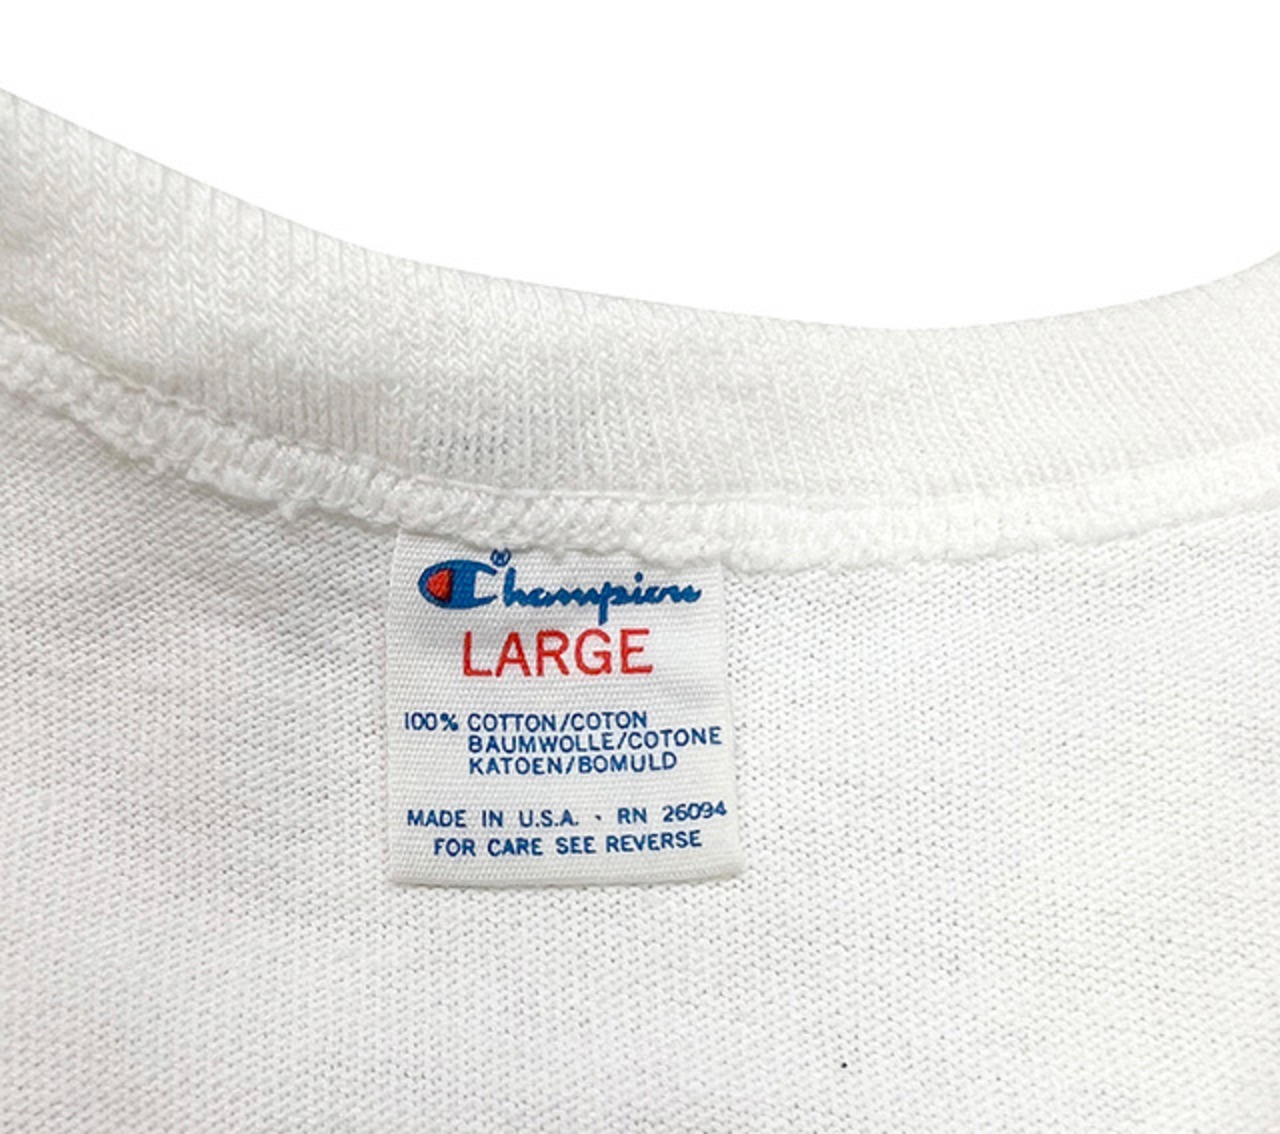 Champion®
LARGE
100% COTTON/COTON
BAUMWOLLE/COTONE
KATOEN/BOMULD
MADE IN U.S.A. · RN 26094
FOR CARE SEE REVERSE